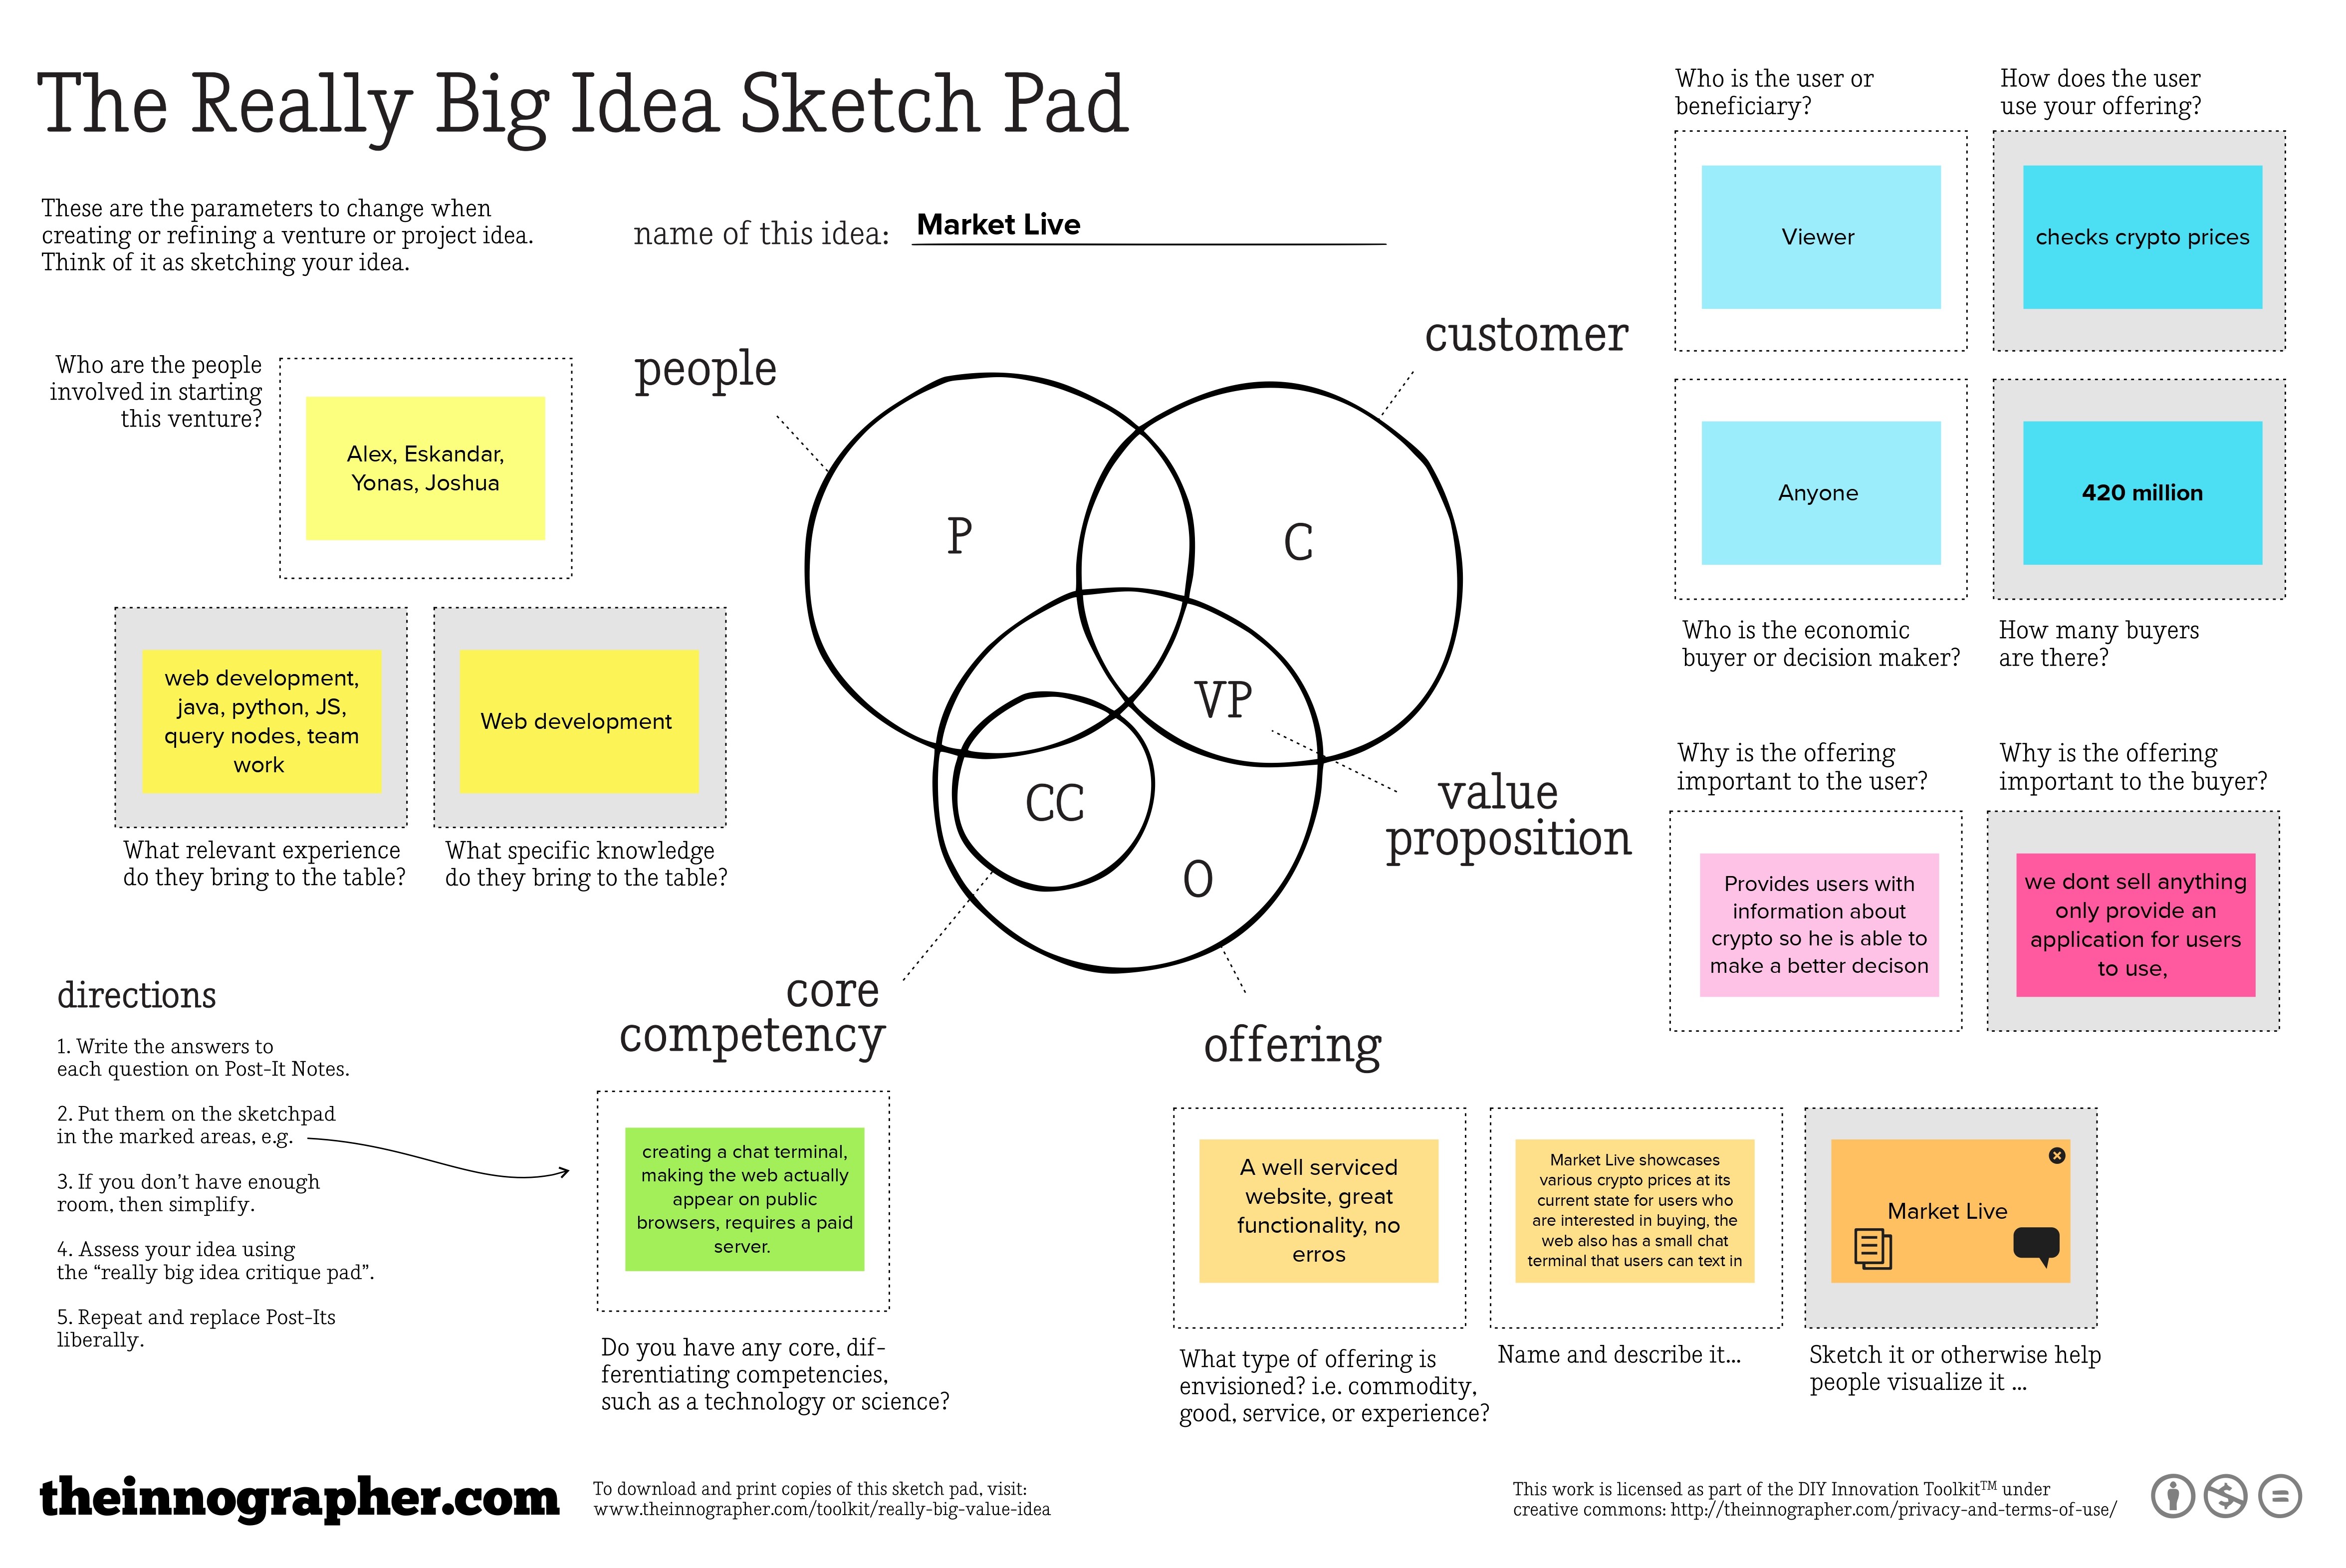 The Really Big Idea Sketch Pad
These are the parameters to change when
creating or refining a venture or project idea.
Think of it as sketching your idea.
name of this idea: Market Live
Who are the people
involved in starting
this venture?
Alex, Eskandar,
Yonas, Joshua
web development,
java, python, JS,
query nodes, team
work
What relevant experience
do they bring to the table?
Web development
What specific knowledge
do they bring to the table?
people
customer
P
C
VP
CC
O
value
proposition
core
competency
offering
Who is the user or
beneficiary?
Viewer
How does the user
use your offering?
checks crypto prices
Anyone
Who is the economic
buyer or decision maker?
420 million
How many buyers
are there?
Why is the offering
important to the user?
Provides users with
information about
crypto so he is able to
make a better decison
Why is the offering
important to the buyer?
we dont sell anything
only provide an
application for users
to use,
directions
1. Write the answers to
each question on Post-It Notes.
2. Put them on the sketchpad
in the marked areas, e.g.
3. If you don’t have enough
room, then simplify.
4. Assess your idea using
the “really big idea critique pad”.
5. Repeat and replace Post-Its
liberally.
creating a chat terminal,
making the web actually
appear on public
browsers, requires a paid
server.
Do you have any core, dif-
ferentiating competencies,
such as a technology or science?
A well serviced
website, great
functionality, no
erros
What type of offering is
envisioned? i.e. commodity,
good, service, or experience?
Market Live showcases
various crypto prices at its
current state for users who
are interested in buying, the
web also has a small chat
terminal that users can text in
Name and describe it...
Market Live
Sketch it or otherwise help
people visualize it ...
theinnographer.com
To download and print copies of this sketch pad, visit:
www.theinnographer.com/toolkit/really-big-value-idea
This work is licensed as part of the DIY Innovation Toolkit™ under
creative commons: http://theinnographer.com/privacy-and-terms-of-use/